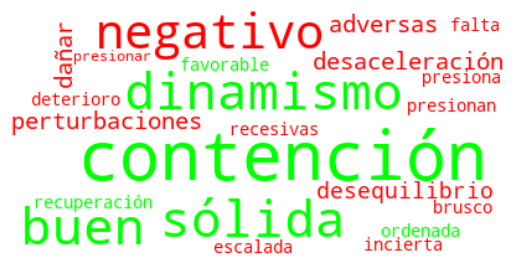 negativo adversas falta
dañar presionar favorable desaceleración
deterioro dinamismo presiona
perturbaciones presionan
recesivas
contención
recuperación desequilibrio
buen sólida brusco
ordenada
escalada incierta